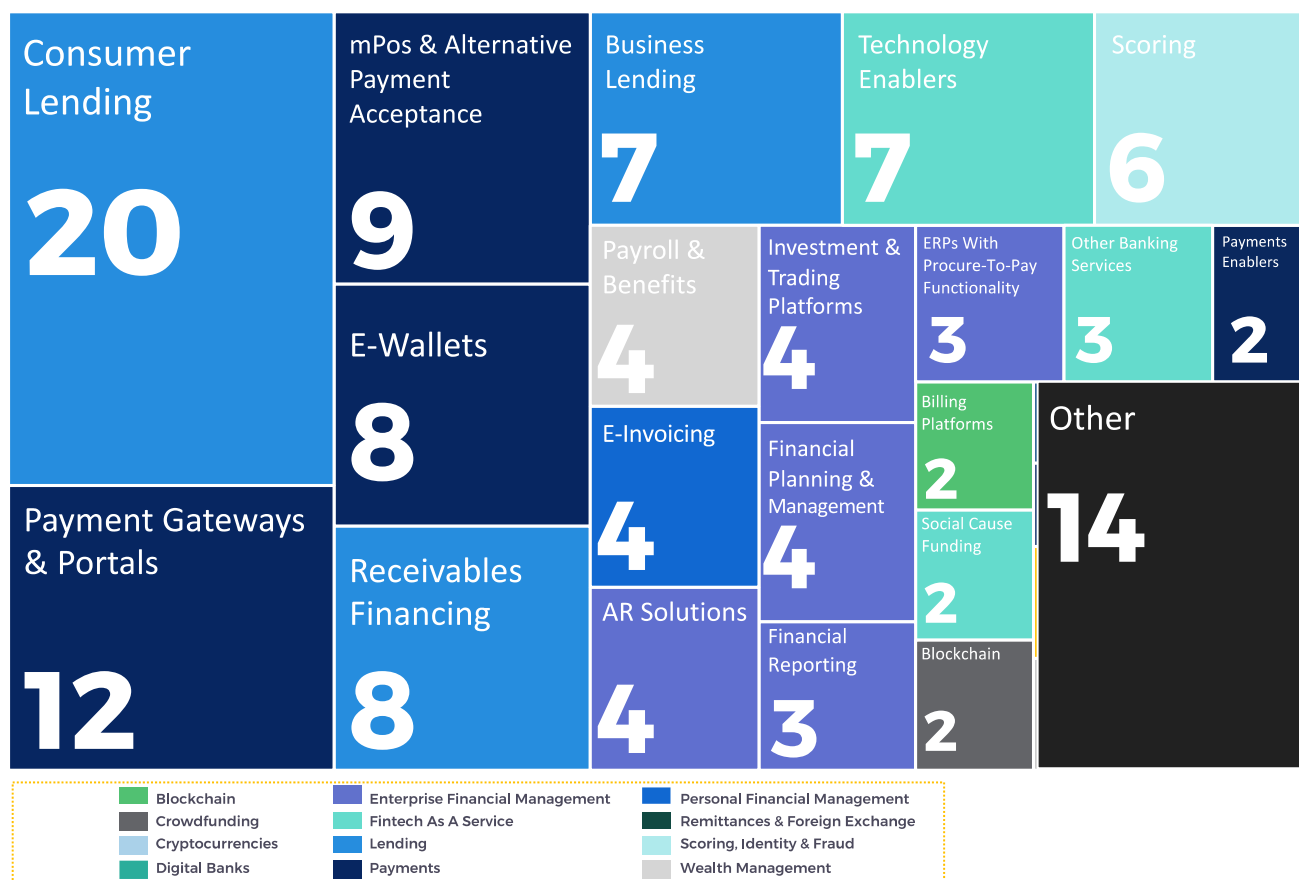 Consumer
Lending
20
mPos & Alternative
Payment
Acceptance
9
Business
Lending
7
Technology
Enablers
7
Scoring
6
Payroll &
Benefits
4
Investment &
Trading
Platforms
4
ERPs With
Procure-To-Pay
Functionality
3
Other Banking
Services
3
Payments
Enablers
2
E-Wallets
8
E-Invoicing
4
Financial
Planning &
Management
4
Billing
Platforms
2
Other
14
Payment Gateways
& Portals
12
Receivables
Financing
8
AR Solutions
4
Financial
Reporting
3
Social Cause
Funding
2
Blockchain
2
Blockchain
Crowdfunding
Cryptocurrencies
Digital Banks
Enterprise Financial Management
Fintech As A Service
Lending
Payments
Personal Financial Management
Remittances & Foreign Exchange
Scoring, Identity & Fraud
Wealth Management